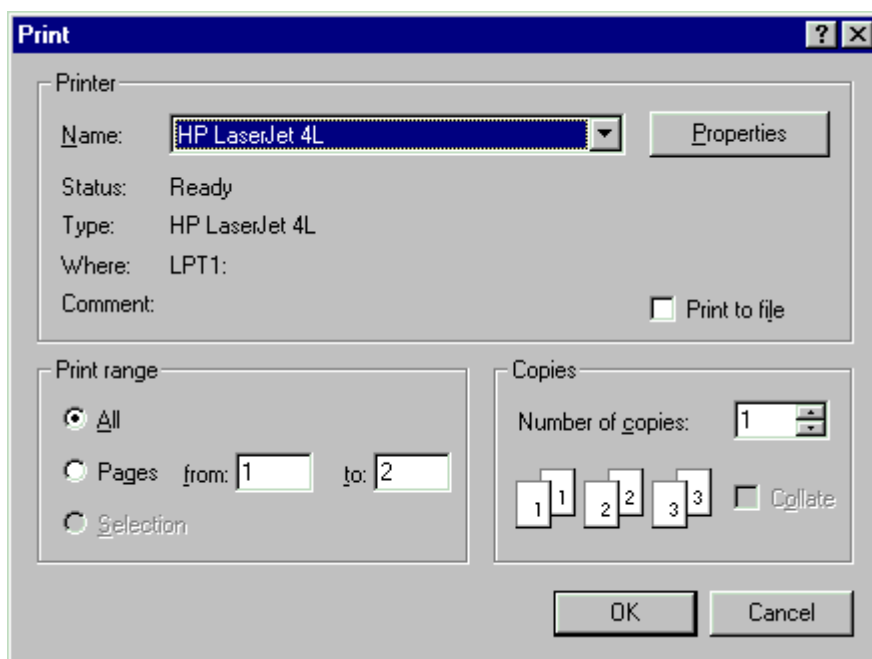 Print
Printer
Name: HP LaserJet 4L Properties
Status: Ready
Type: HP LaserJet 4L
Where: LPT1:
Comment:
Print to file
Print range
All
Pages from: 1 to: 2
Selection
Copies
Number of copies: 1
1 1 2 2 3 3 Collate
OK Cancel